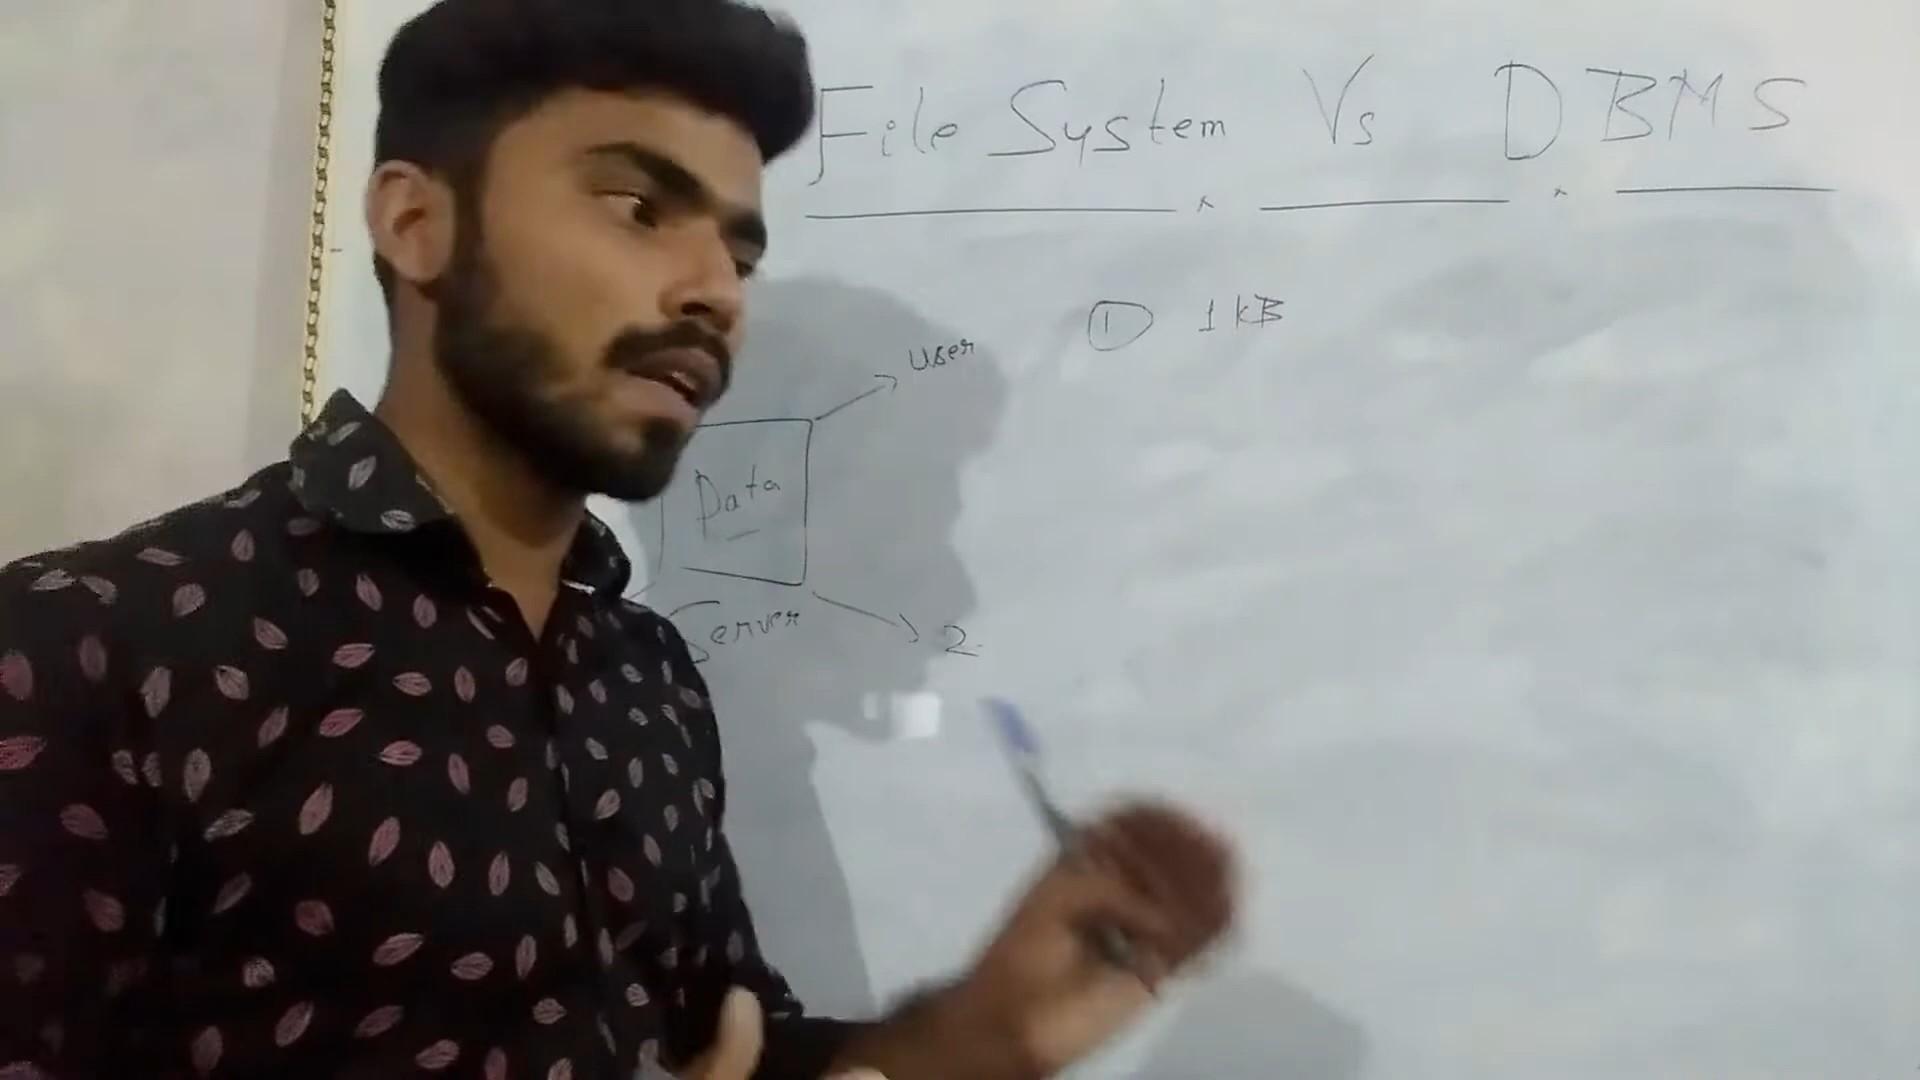 File System Vs DBMS
① 1 kB
user
Data
Server
2